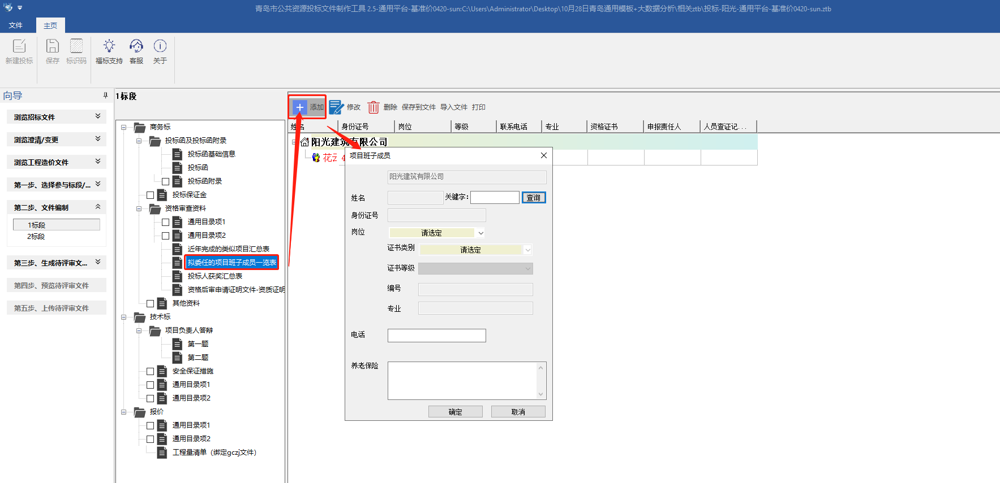 青岛市公共资源投标文件制作工具 2.5-通用平台-基准价0420-sun:C:\Users\Administrator\Desktop\10月28日青岛通用模板+大数据分析\相关ztb\投标-阳光-通用平台-基准价0420-sun.ztb
文件 主页
新建投标 保存 标识码 福标支持 客服 关于
向导
浏览招标文件
浏览澄清/变更
浏览工程造价文件
第一步、选择参与标段/...
第二步、文件编制
1标段
2标段
第三步、生成待评审文...
第四步、预览待评审文件
第五步、上传待评审文件
1标段
商务标
投标函及投标函附录
投标函基础信息
投标函
投标函附录
投标保证金
资格审查资料
通用目录项1
通用目录项2
近年完成的类似项目汇总表
拟委任的项目班子成员一览表
投标人获奖汇总表
资格后审申请证明文件-资质证明
其他资料
技术标
项目负责人答辩
第一题
第二题
安全保证措施
通用目录项1
通用目录项2
报价
通用目录项1
通用目录项2
工程量清单（绑定gczj文件）
添加 修改 删除 保存到文件 导入文件 打印
姓名 身份证号 岗位 等级 联系电话 专业 资格证书 申报责任人 人员查证记...
阳光建筑有限公司
花Z 4
项目班子成员
阳光建筑有限公司
姓名 关键字: 查询
身份证号
岗位 请选定
证书类别 请选定
证书等级
编号
专业
电话
养老保险
确定 取消